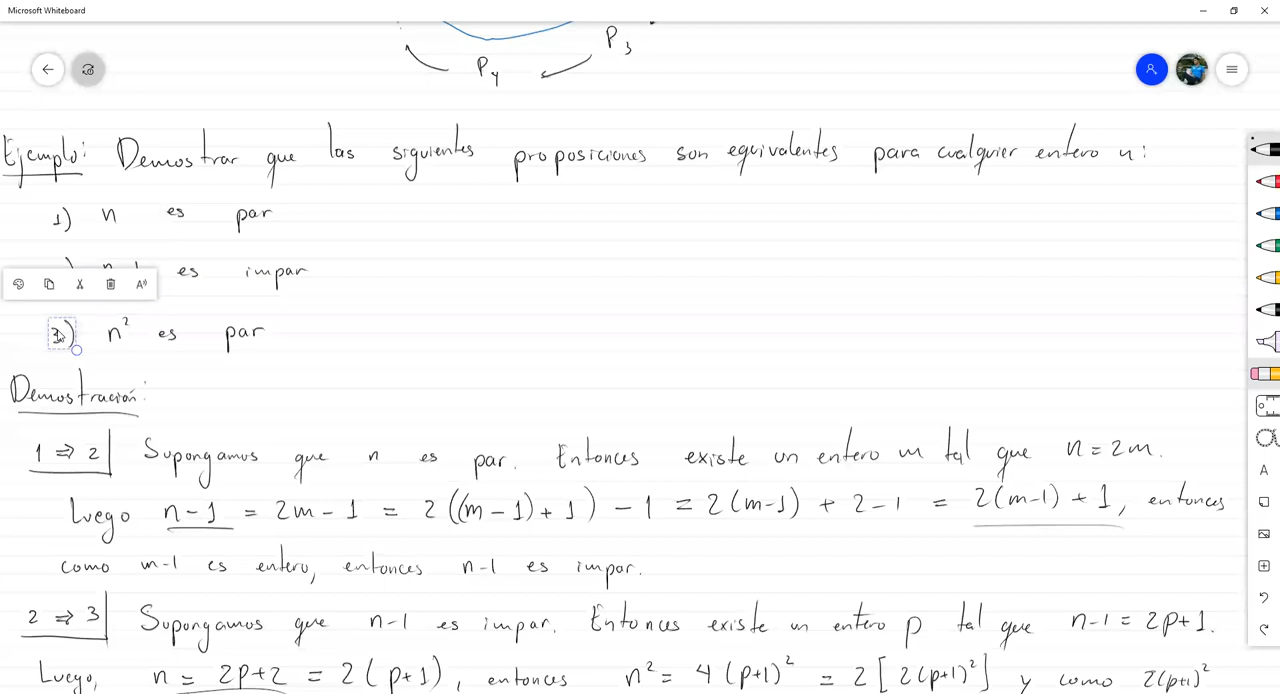 Microsoft Whiteboard
P₃
P₄
Ejemplo: Demostrar que las siguientes proposiciones son equivalentes para cualquier entero n:
1) n es par
es impar
3) n² es par
Demostración:
1 ⇒ 2 Supongamos que n es par. Entonces existe un entero m tal que n = 2m.
Luego n-1 = 2m - 1 = 2((m-1)+1) - 1 = 2(m-1) + 2-1 = 2(m-1) + 1, entonces
como m-1 es entero, entonces n-1 es impar.
2 ⇒ 3 Supongamos que n-1 es impar. Entonces existe un entero p tal que n-1 = 2p+1.
Luego, n = 2p+2 = 2(p+1), entonces n² = 4(p+1)² = 2[2(p+1)²] y como 2(p+1)²